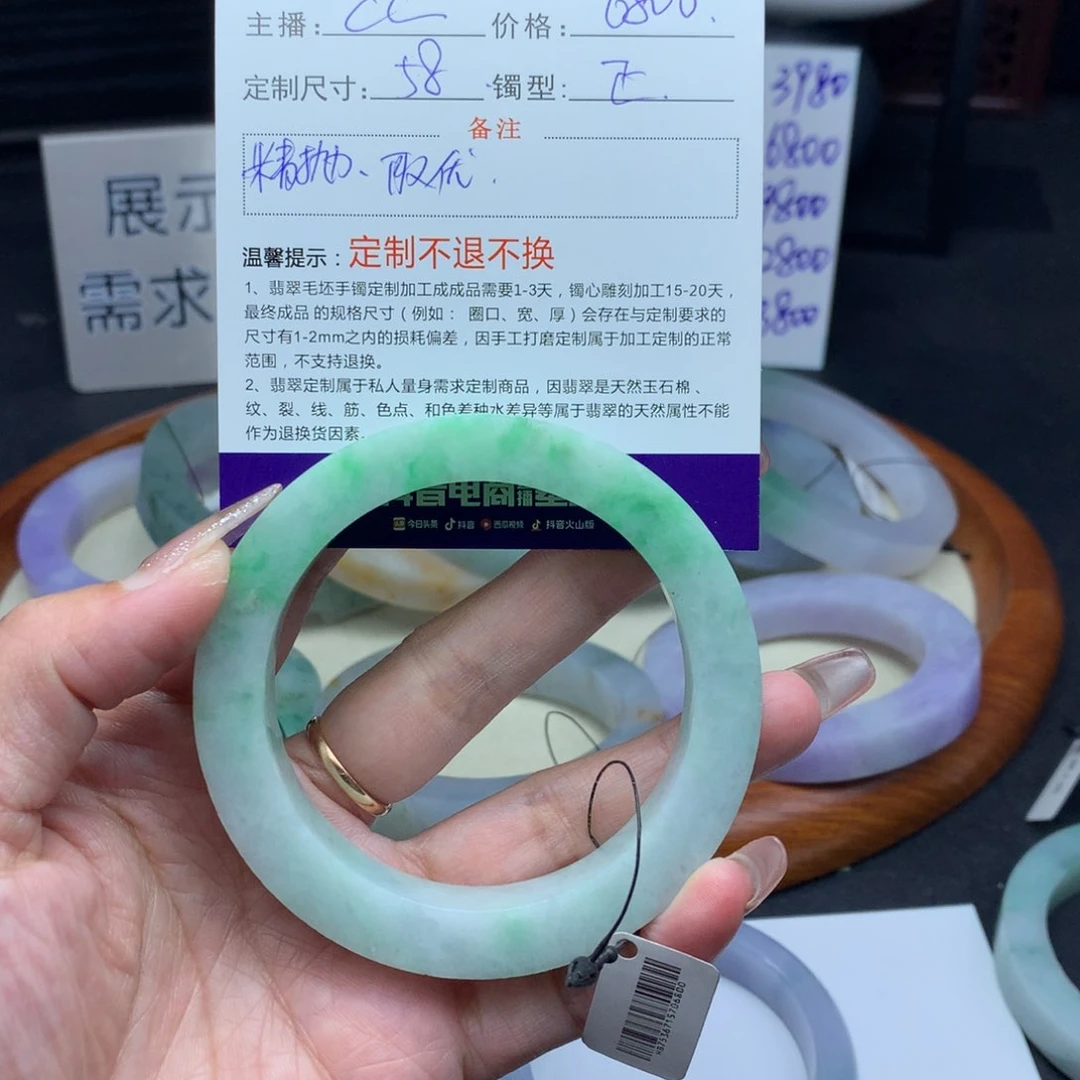 主播： CC 价格： 6800.
定制尺寸： 58 镯型： 正.
备注
精抛、取优.
温馨提示：定制不退不换
1、翡翠毛坯手镯定制加工成成品需要1-3天，镯心雕刻加工15-20天，
最终成品的规格尺寸（例如： 圈口、宽、厚）会存在与定制要求的
尺寸有1-2mm之内的损耗偏差，因手工打磨定制属于加工定制的正常
范围，不支持退换。
2、翡翠定制属于私人量身需求定制商品，因翡翠是天然玉石棉、
纹、裂、线、筋、色点、和色差种水差异等属于翡翠的天然属性不能
作为退换货因素。
抖音电商
今日头条 抖音 西瓜视频 抖音火山版
展示
需求
3980
6800
9800
2800
3800